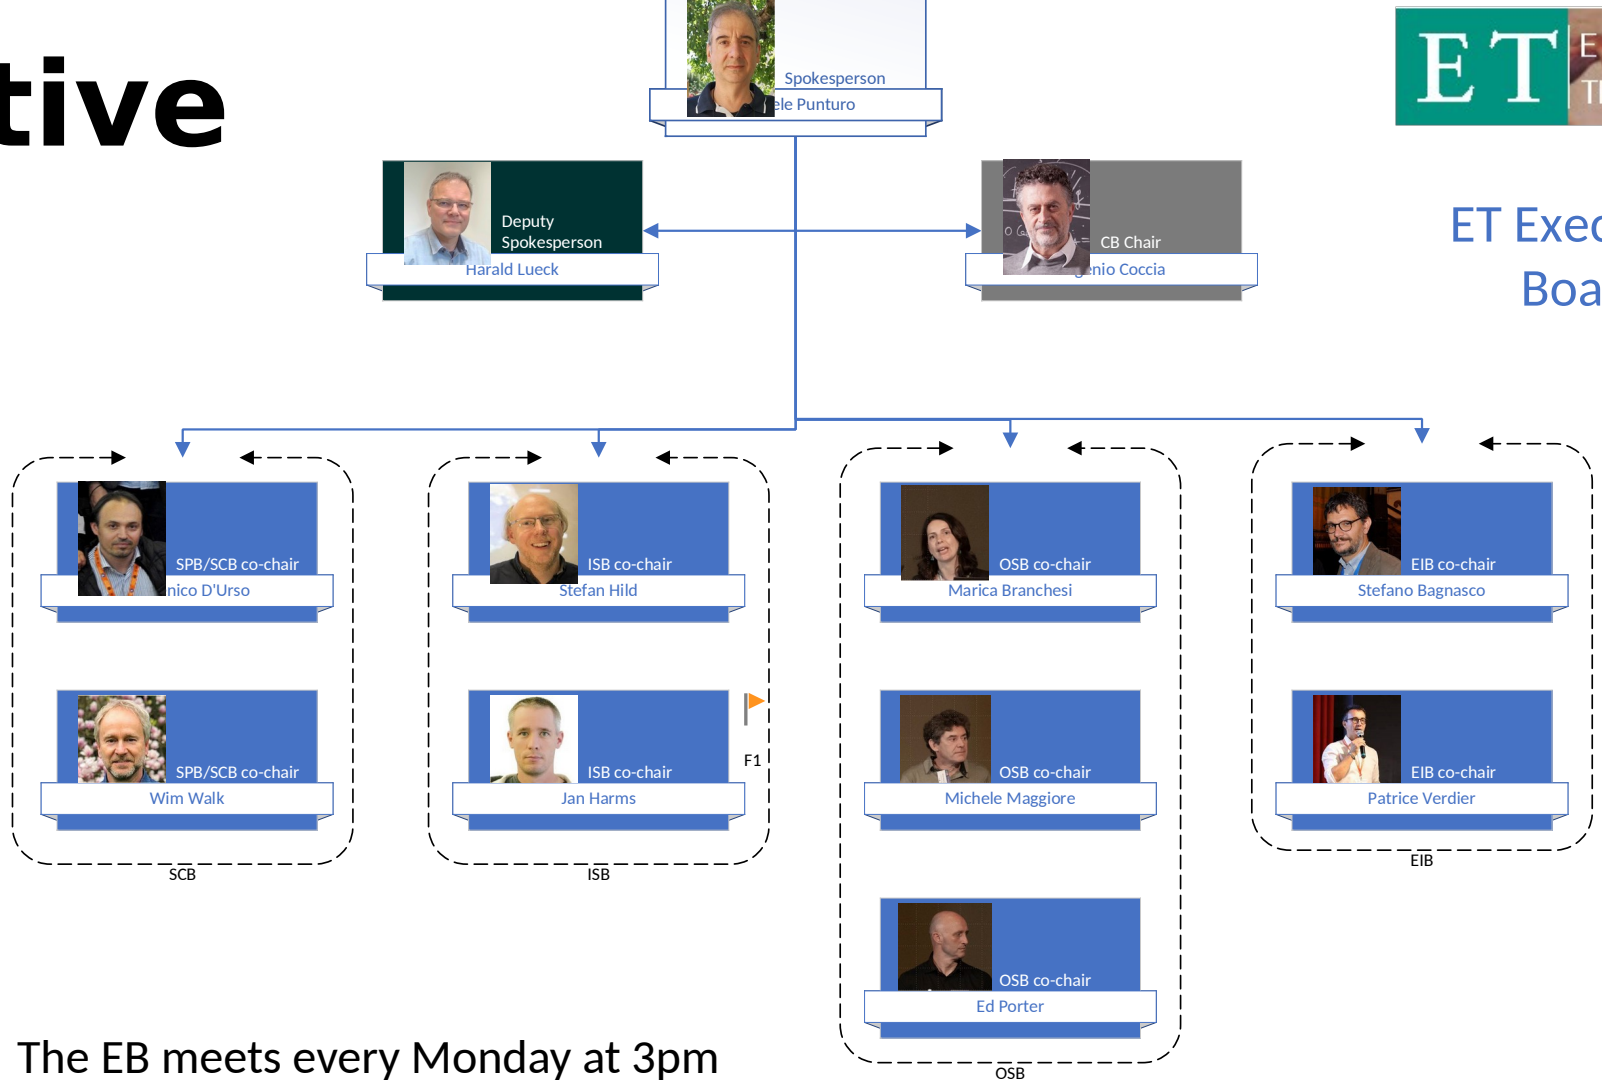 tive
Spokesperson
ele Punturo
ET
E
T
Deputy
Spokesperson
Harald Lueck
CB Chair
genio Coccia
ET Exec
Boa
SPB/SCB co-chair
nico D'Urso
ISB co-chair
Stefan Hild
OSB co-chair
Marica Branchesi
EIB co-chair
Stefano Bagnasco
SPB/SCB co-chair
Wim Walk
ISB co-chair
Jan Harms
F1
OSB co-chair
Michele Maggiore
EIB co-chair
Patrice Verdier
SCB
ISB
EIB
OSB co-chair
Ed Porter
The EB meets every Monday at 3pm
OSB